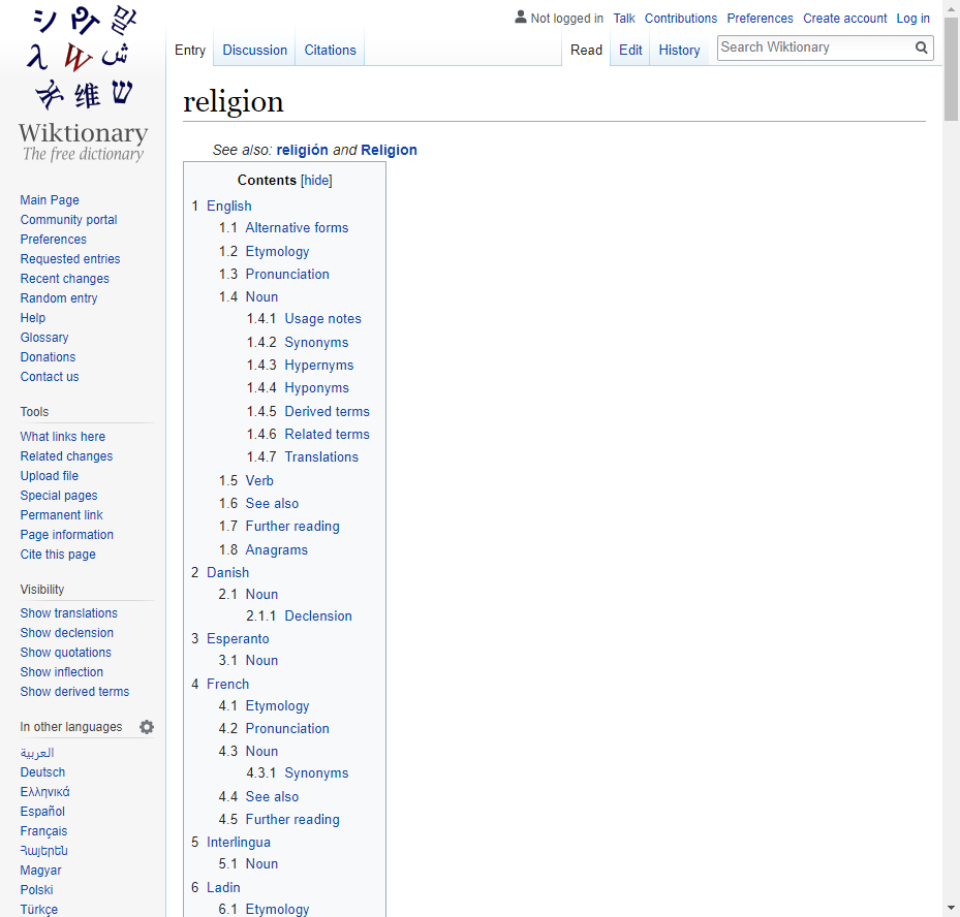 Not logged in Talk Contributions Preferences Create account Log in
Entry Discussion Citations Read Edit History Search Wiktionary
Wiktionary
The free dictionary
Main Page
Community portal
Preferences
Requested entries
Recent changes
Random entry
Help
Glossary
Donations
Contact us
Tools
What links here
Related changes
Upload file
Special pages
Permanent link
Page information
Cite this page
Visibility
Show translations
Show declension
Show quotations
Show inflection
Show derived terms
In other languages
العربية
Deutsch
Ελληνικά
Español
Français
Հայերեն
Magyar
Polski
Türkçe
religion
See also: religión and Religion
Contents [hide]
1 English
1.1 Alternative forms
1.2 Etymology
1.3 Pronunciation
1.4 Noun
1.4.1 Usage notes
1.4.2 Synonyms
1.4.3 Hypernyms
1.4.4 Hyponyms
1.4.5 Derived terms
1.4.6 Related terms
1.4.7 Translations
1.5 Verb
1.6 See also
1.7 Further reading
1.8 Anagrams
2 Danish
2.1 Noun
2.1.1 Declension
3 Esperanto
3.1 Noun
4 French
4.1 Etymology
4.2 Pronunciation
4.3 Noun
4.3.1 Synonyms
4.4 See also
4.5 Further reading
5 Interlingua
5.1 Noun
6 Ladin
6.1 Etymology